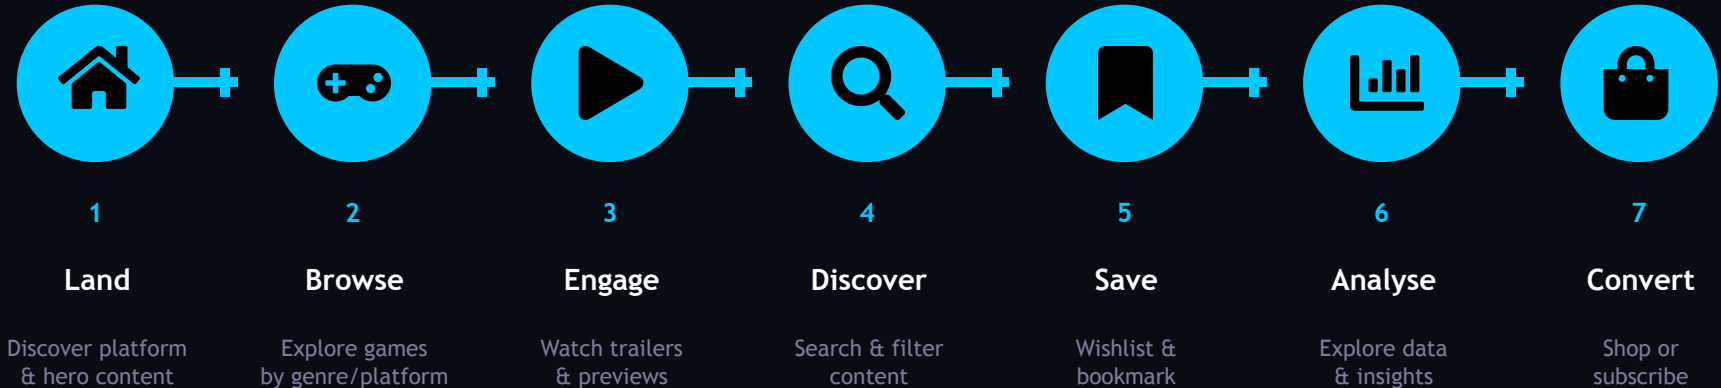 1
Land
Discover platform
& hero content
2
Browse
Explore games
by genre/platform
3
Engage
Watch trailers
& previews
4
Discover
Search & filter
content
5
Save
Wishlist &
bookmark
6
Analyse
Explore data
& insights
7
Convert
Shop or
subscribe